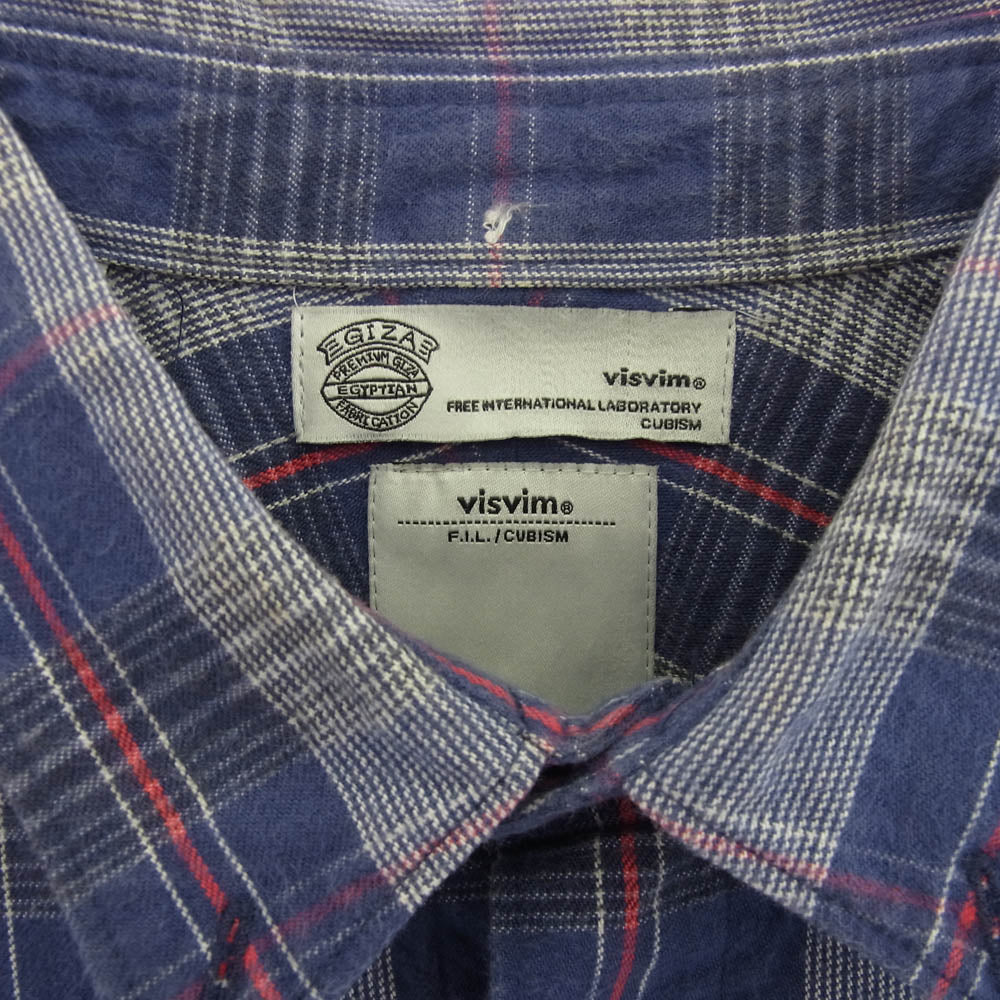 GIZA
PREMIUM GIZA
EGYPTIAN
FABRICATION
visvim®
FREE INTERNATIONAL LABORATORY
CUBISM
visvim®
F.I.L./CUBISM